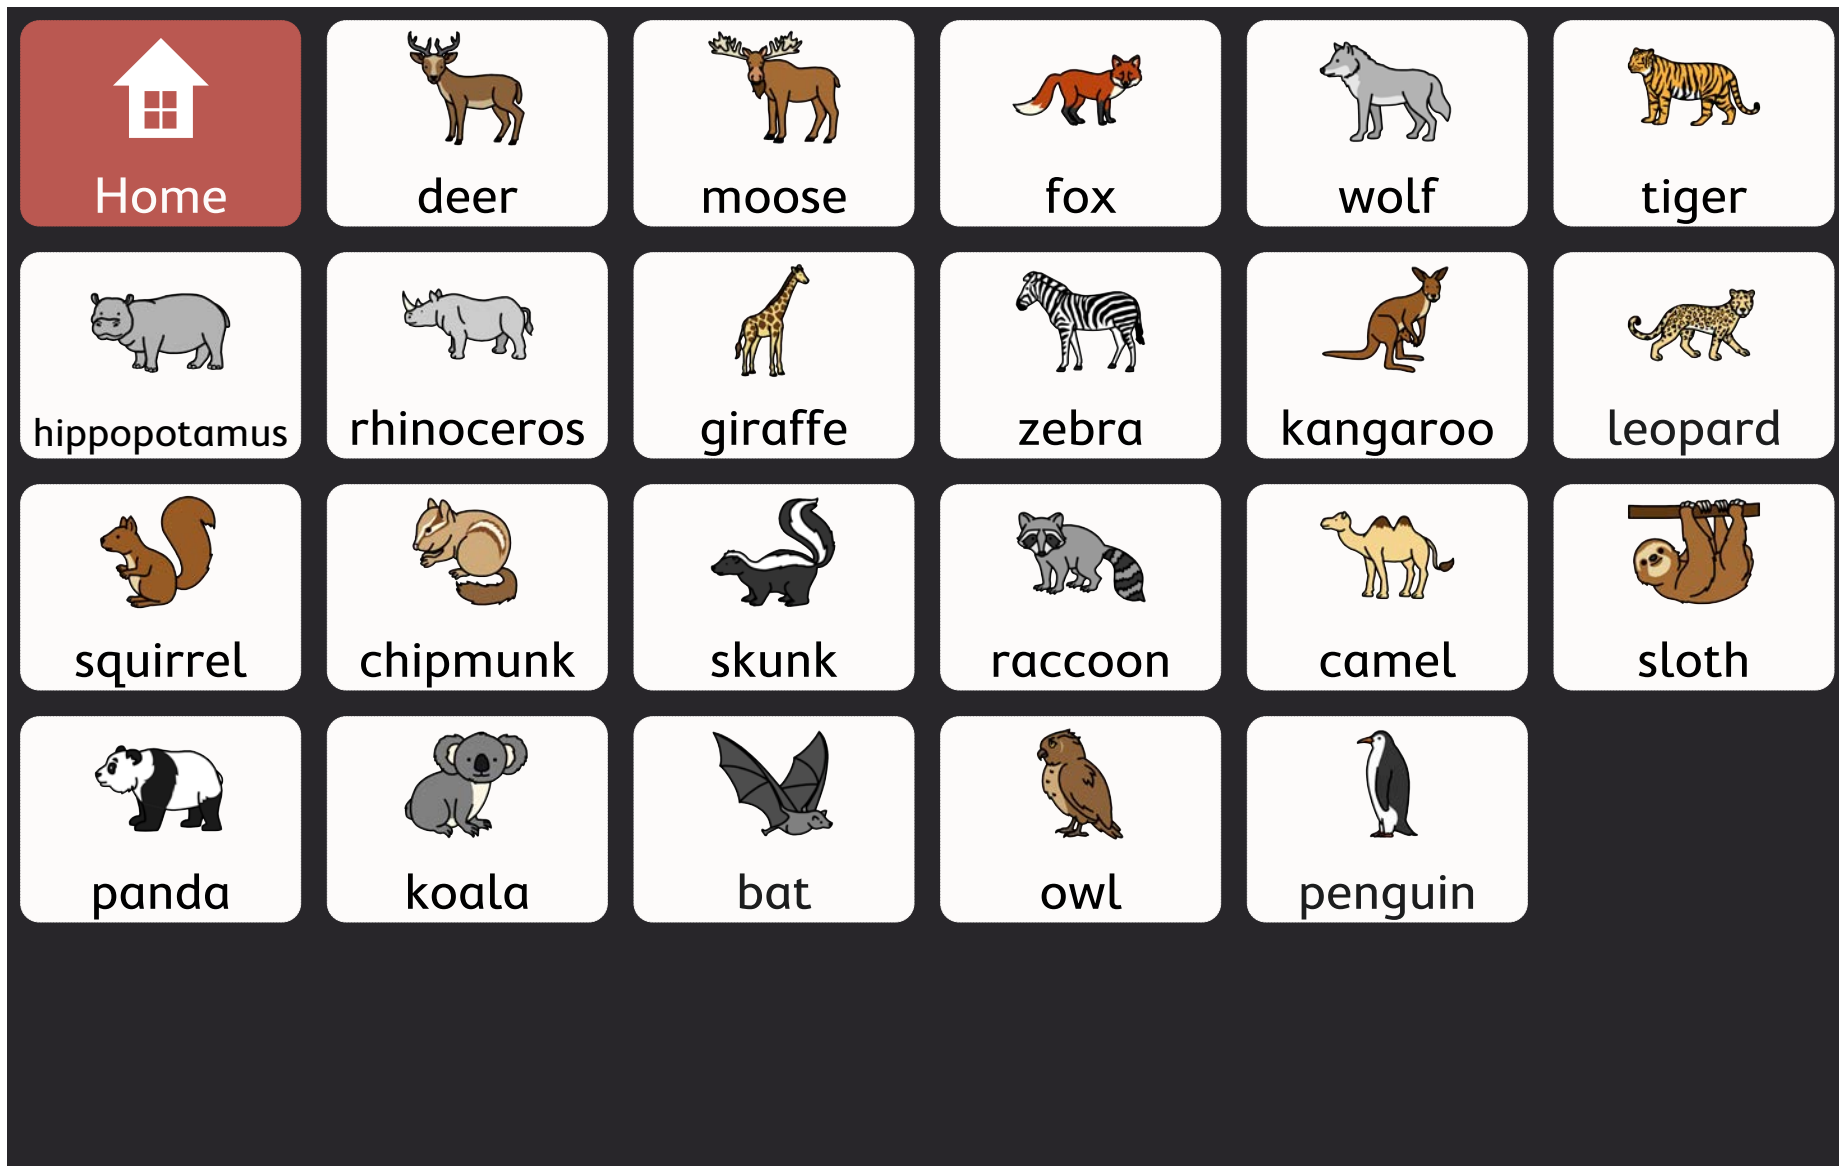 Home
deer
moose
fox
wolf
tiger
hippopotamus
rhinoceros
giraffe
zebra
kangaroo
leopard
squirrel
chipmunk
skunk
raccoon
camel
sloth
panda
koala
bat
owl
penguin